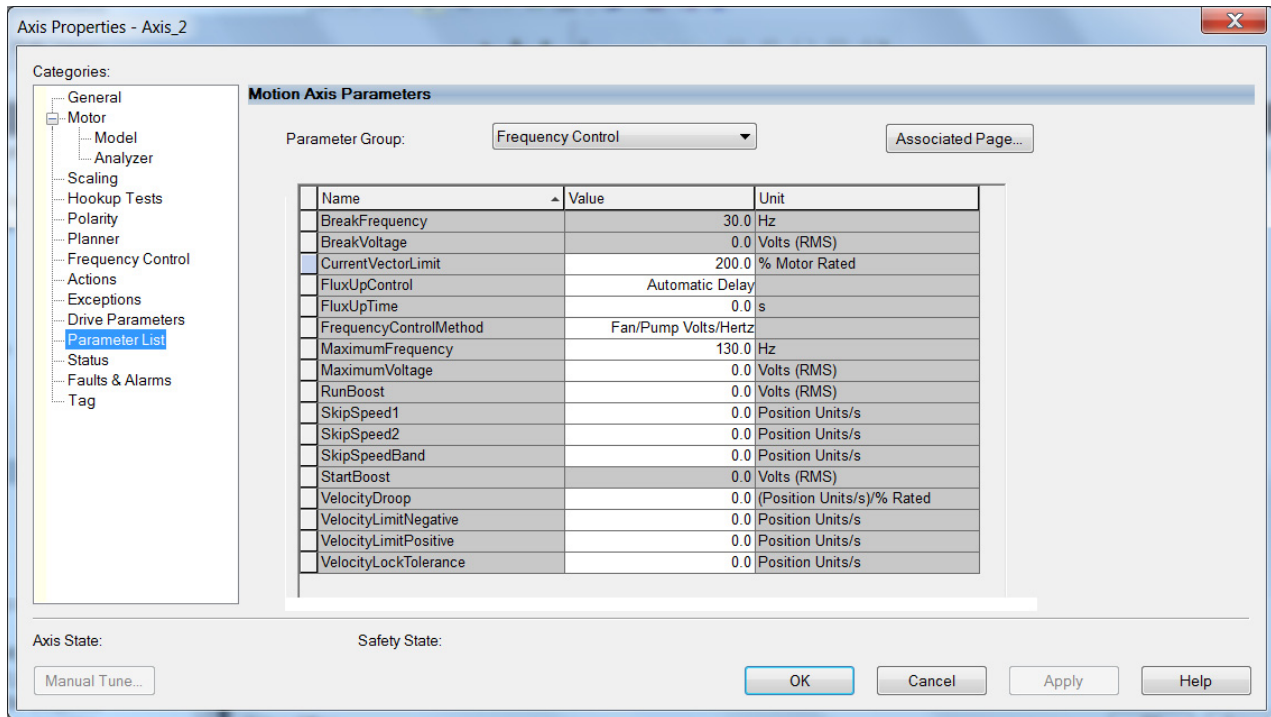 Axis Properties - Axis_2
X
Categories:
General
Motor
Model
Analyzer
Scaling
Hookup Tests
Polarity
Planner
Frequency Control
Actions
Exceptions
Drive Parameters
Parameter List
Status
Faults & Alarms
Tag
Motion Axis Parameters
Parameter Group: Frequency Control Associated Page...
Name Value Unit
BreakFrequency 30.0 Hz
BreakVoltage 0.0 Volts (RMS)
CurrentVectorLimit 200.0 % Motor Rated
FluxUpControl Automatic Delay
FluxUpTime 0.0 s
FrequencyControlMethod Fan/Pump Volts/Hertz
MaximumFrequency 130.0 Hz
MaximumVoltage 0.0 Volts (RMS)
RunBoost 0.0 Volts (RMS)
SkipSpeed1 0.0 Position Units/s
SkipSpeed2 0.0 Position Units/s
SkipSpeedBand 0.0 Position Units/s
StartBoost 0.0 Volts (RMS)
VelocityDroop 0.0 (Position Units/s)/% Rated
VelocityLimitNegative 0.0 Position Units/s
VelocityLimitPositive 0.0 Position Units/s
VelocityLockTolerance 0.0 Position Units/s
Axis State: Safety State:
Manual Tune... OK Cancel Apply Help